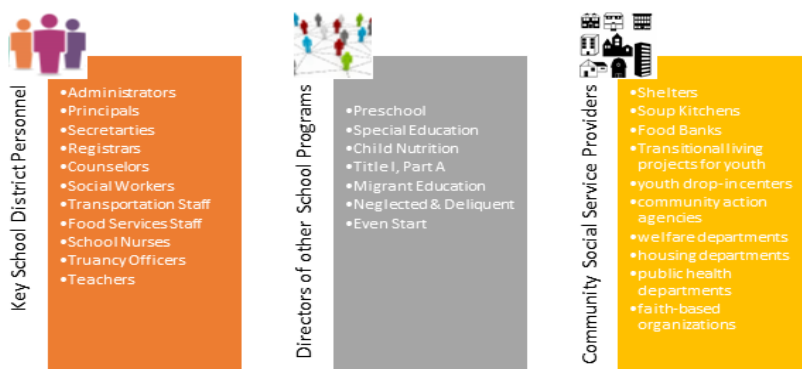 Key School District Personnel
•Administrators
•Principals
•Secretarties
•Registrars
•Counselors
•Social Workers
•Transportation Staff
•Food Services Staff
•School Nurses
•Truancy Officers
•Teachers
Directors of other School Programs
•Preschool
•Special Education
•Child Nutrition
•Title I, Part A
•Migrant Education
•Neglected & Deliquent
•Even Start
Community Social Service Providers
•Shelters
•Soup Kitchens
•Food Banks
•Transitional living
projects for youth
•youth drop-in centers
•community action
agencies
•welfare departments
•housing departments
•public health
departments
•faith-based
organizations